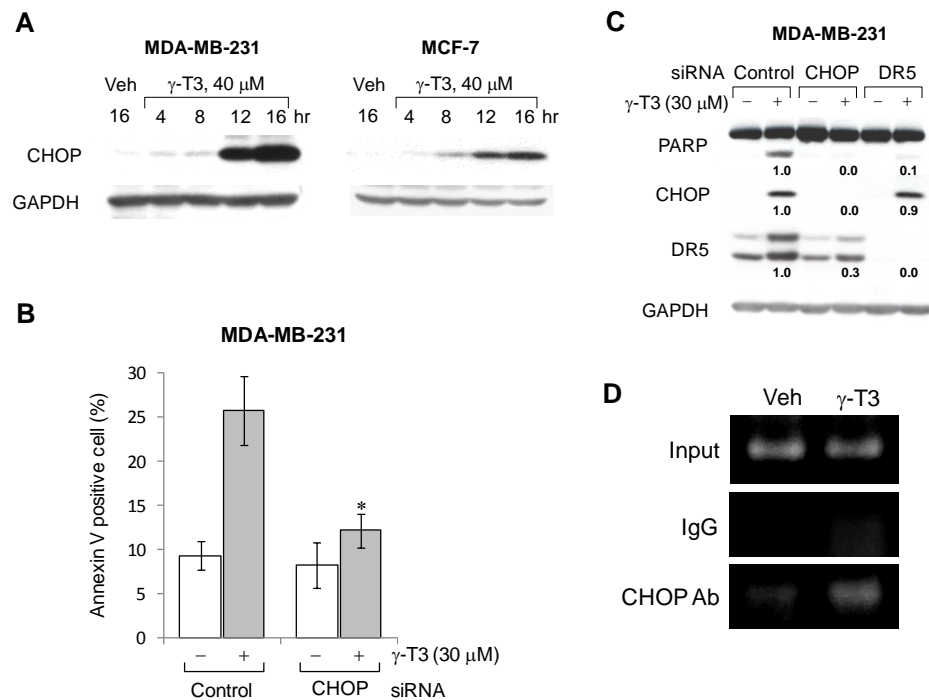 A
MDA-MB-231
MCF-7
Veh γ-T3, 40 μM
16 4 8 12 16 hr
Veh γ-T3, 40 μM
16 4 8 12 16 hr
CHOP
GAPDH
B
MDA-MB-231
Annexin V positive cell (%)
30
25
20
15
10
5
0
*
− + − + γ-T3 (30 μM)
Control CHOP siRNA
C
MDA-MB-231
siRNA Control CHOP DR5
γ-T3 (30 μM) − + − + − +
PARP
1.0 0.0 0.1
CHOP
1.0 0.0 0.9
DR5
1.0 0.3 0.0
GAPDH
D
Veh γ-T3
Input
IgG
CHOP Ab